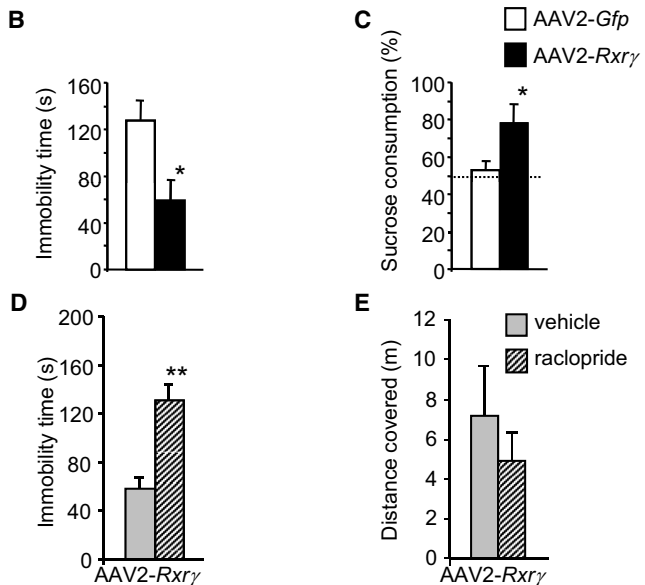 B
Immobility time (s)
160
120
80
40
0
*
C
AAV2-Gfp
AAV2-Rxrγ
Sucrose consumption (%)
100
80
60
40
20
0
*
D
Immobility time (s)
200
160
120
80
40
0
**
AAV2-Rxrγ
E
vehicle
raclopride
Distance covered (m)
12
10
8
6
4
2
0
AAV2-Rxrγ